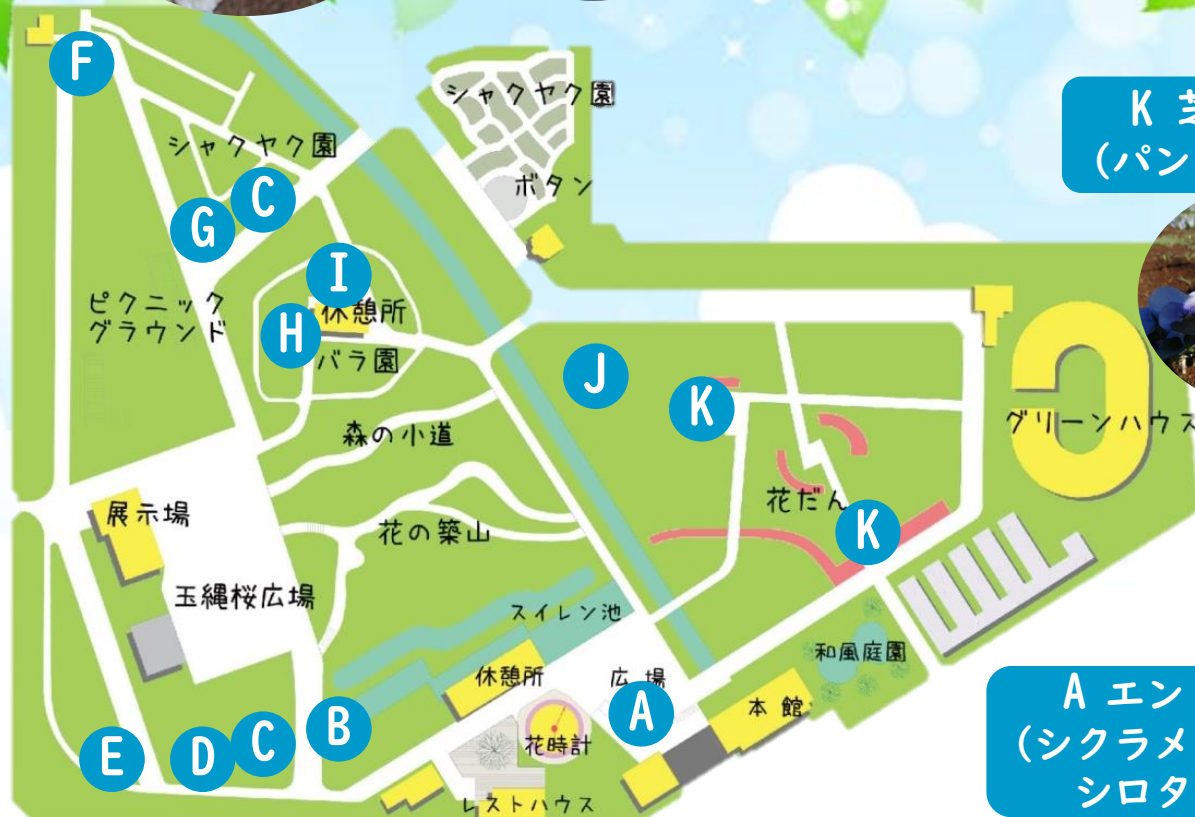 F
シャクヤク園
K 芝
(パン
シャクヤク園
C
ボタン
G
I
ピクニック
グラウンド
休憩所
H
バラ園
J
K
グリーンハウス
森の小道
展示場
花だん
花の築山
K
玉縄桜広場
スイレン池
和風庭園
休憩所
広場
A エン
(シクラメ
シロタ
A
本館
B
C
D
E
花時計
レストハウス